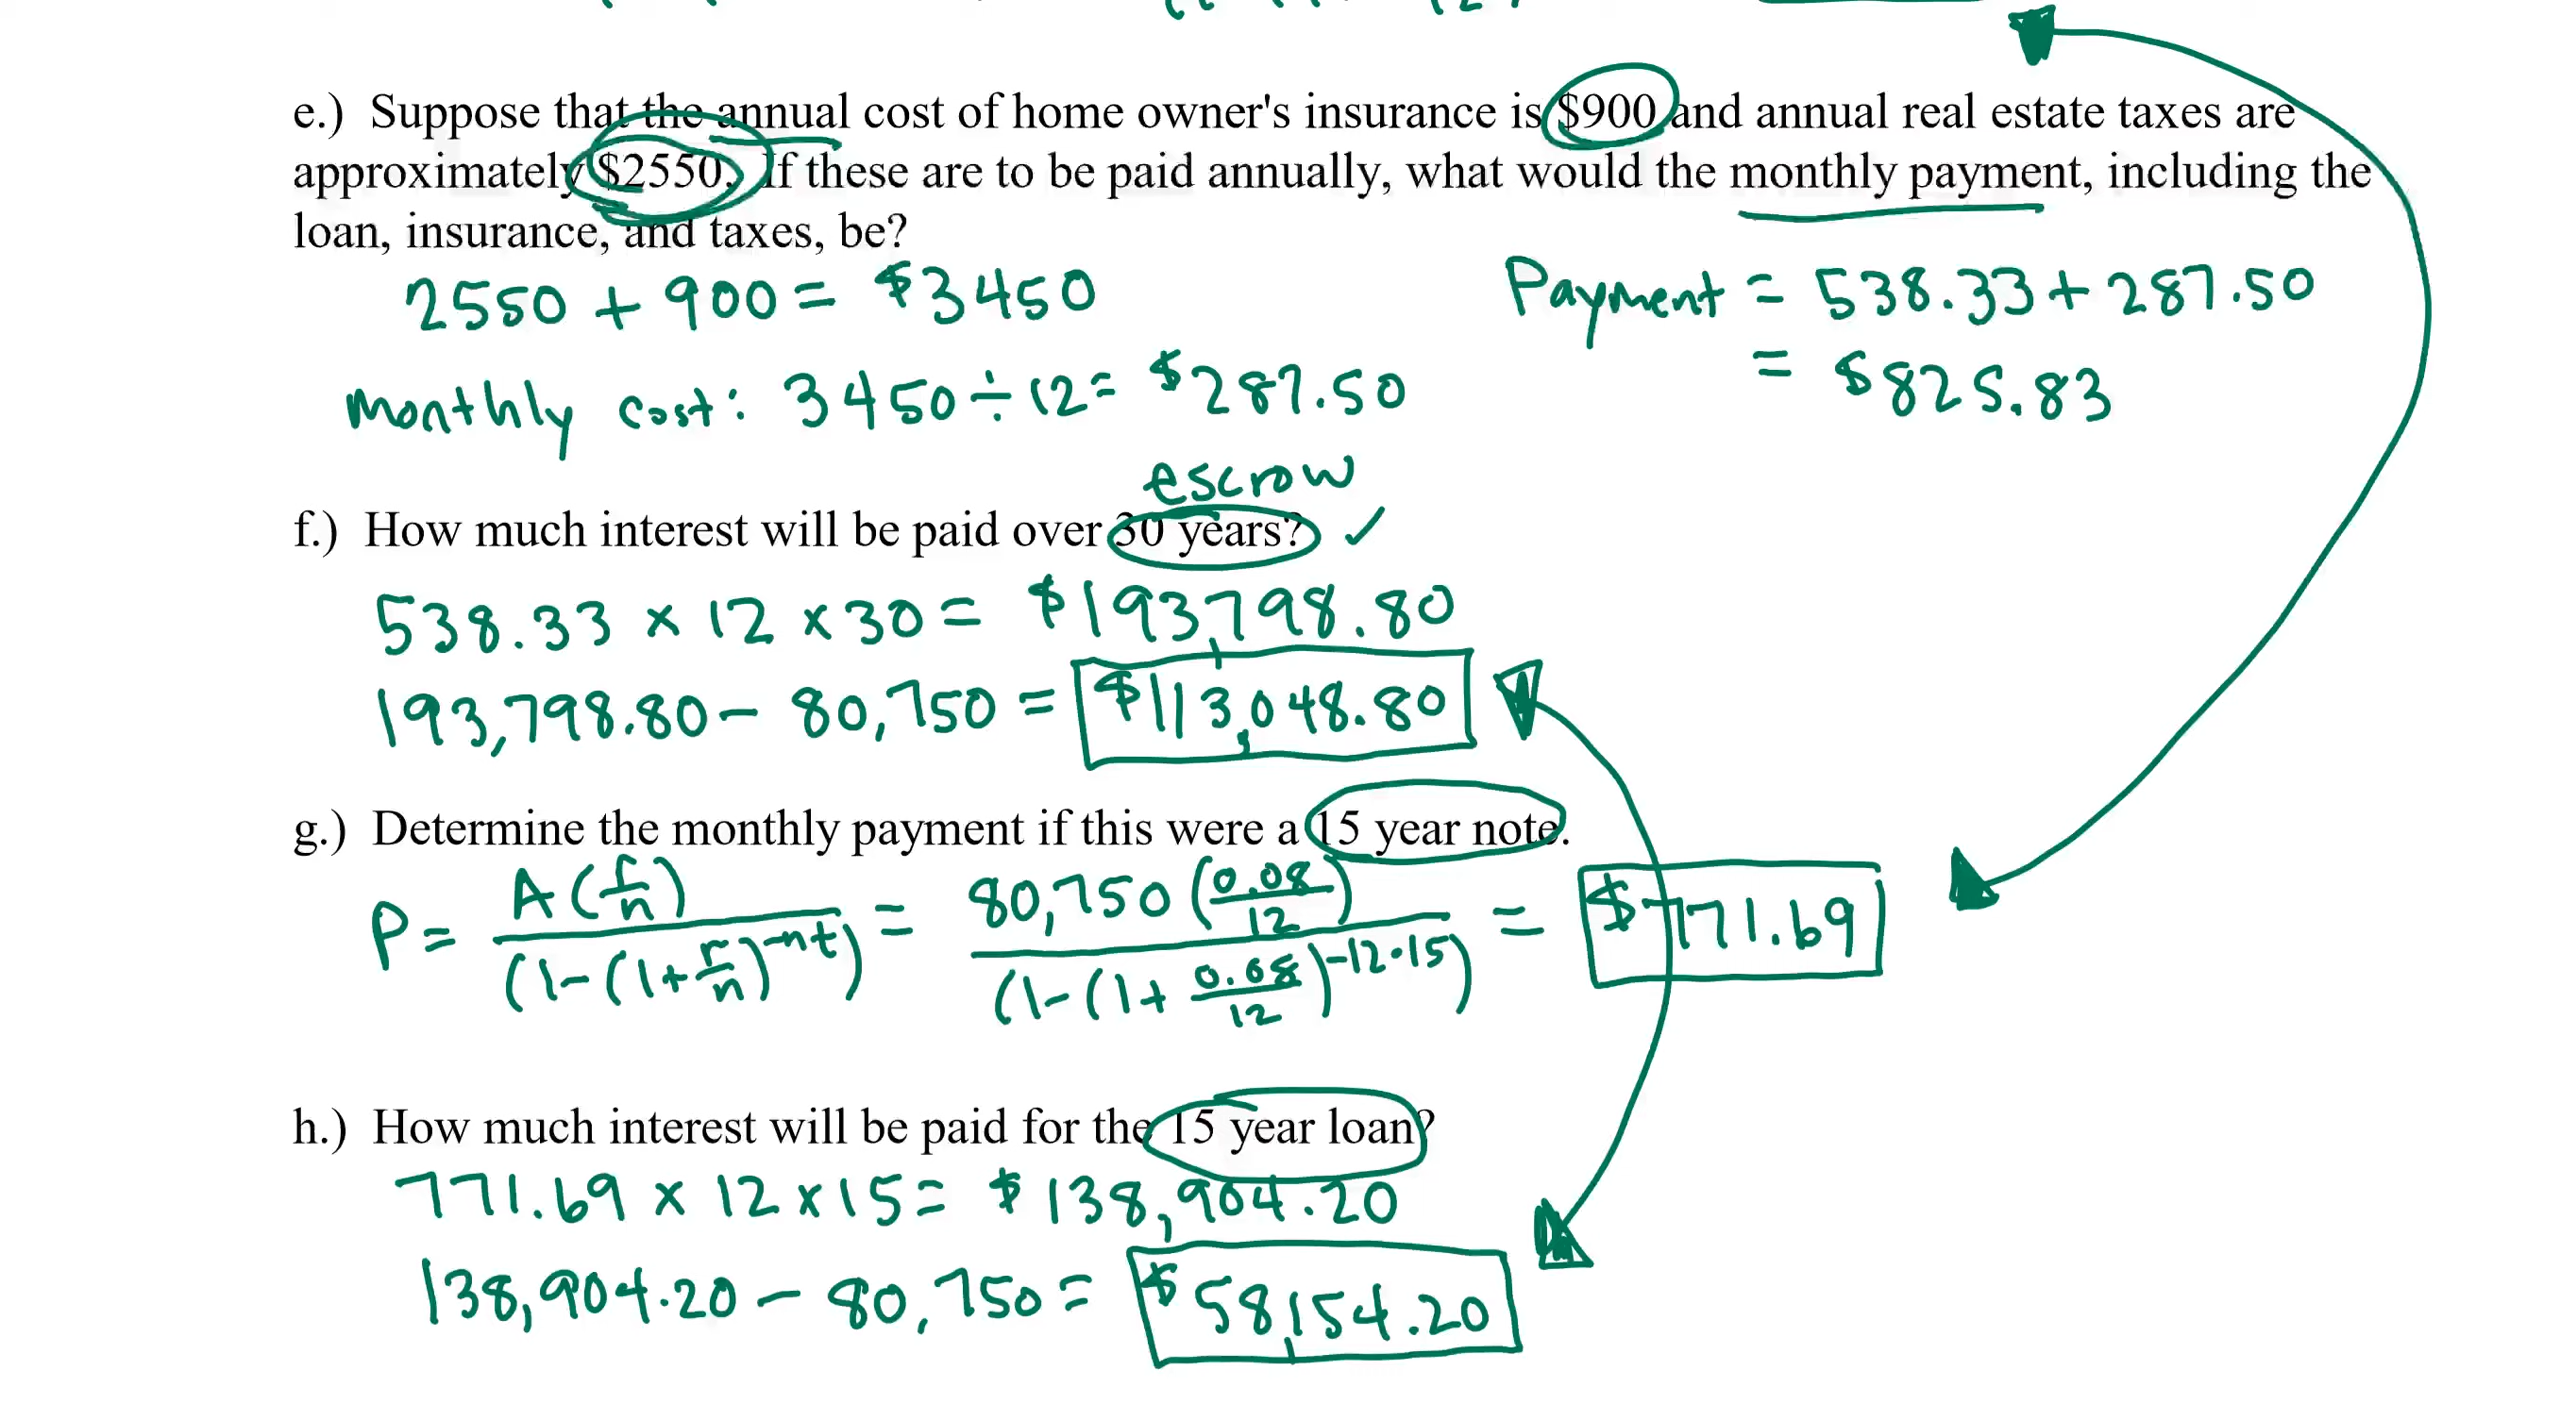 e.) Suppose that the annual cost of home owner's insurance is $900 and annual real estate taxes are
approximately $2550. If these are to be paid annually, what would the monthly payment, including the
loan, insurance, and taxes, be?
2550 + 900 = $3450
Payment = 538.33 + 287.50
= $825.83
monthly cost: 3450 ÷ 12 = $287.50
escrow
f.) How much interest will be paid over 30 years? ✓
538.33 × 12 × 30 = $193,798.80
193,798.80 - 80,750 = $113,048.80
g.) Determine the monthly payment if this were a 15 year note.
P = A(r/n) / (1-(1+r/n)^-nt) = 80,750(0.08/12) / (1-(1+0.08/12)^-12·15) = $771.69
h.) How much interest will be paid for the 15 year loan?
771.69 × 12 × 15 = $138,904.20
138,904.20 - 80,750 = $58,154.20